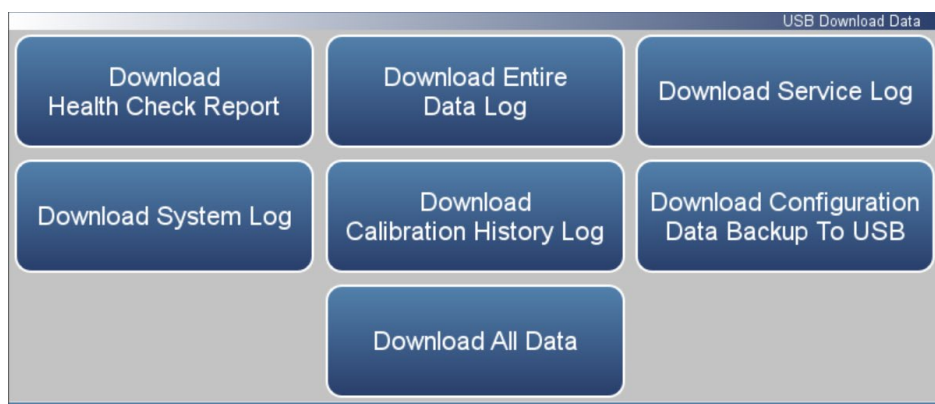 USB Download Data
Download
Health Check Report
Download Entire
Data Log
Download Service Log
Download System Log
Download
Calibration History Log
Download Configuration
Data Backup To USB
Download All Data